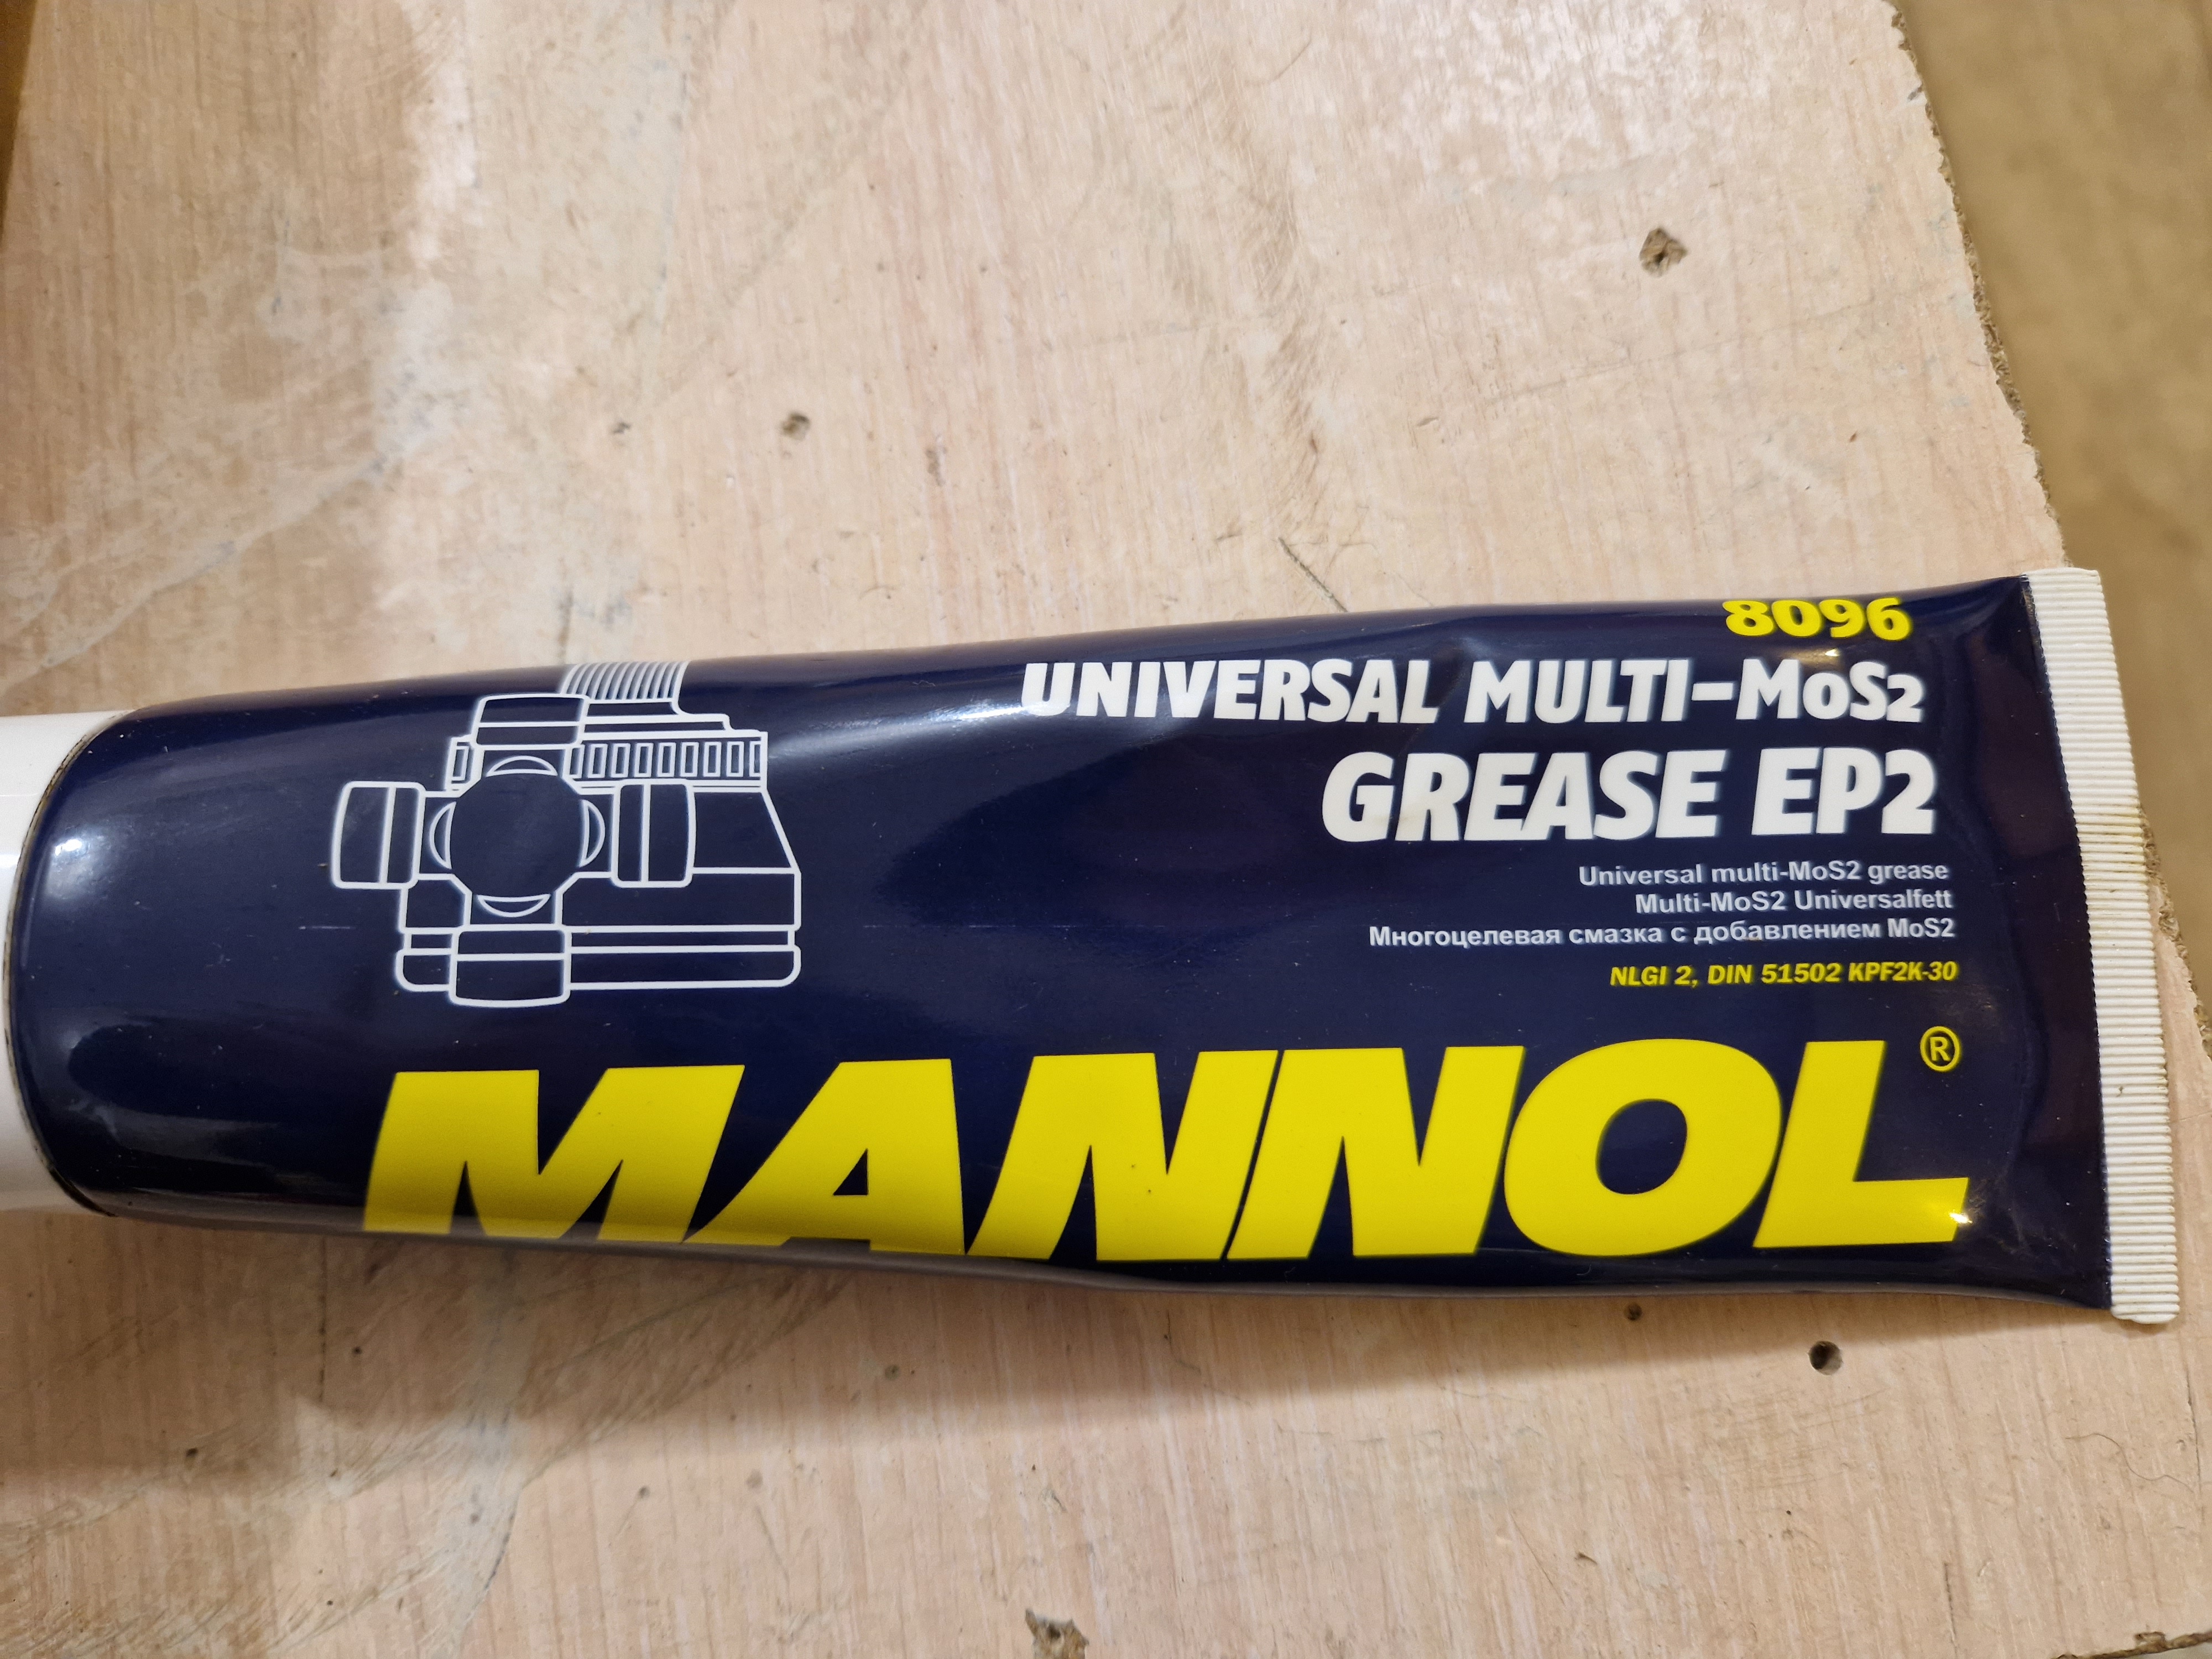 8096
UNIVERSAL MULTI-MoS2
GREASE EP2
Universal multi-MoS2 grease
Multi-MoS2 Universalfett
Многоцелевая смазка с добавлением MoS2
NLGI 2, DIN 51502 KPF2K-30
MANNOL®